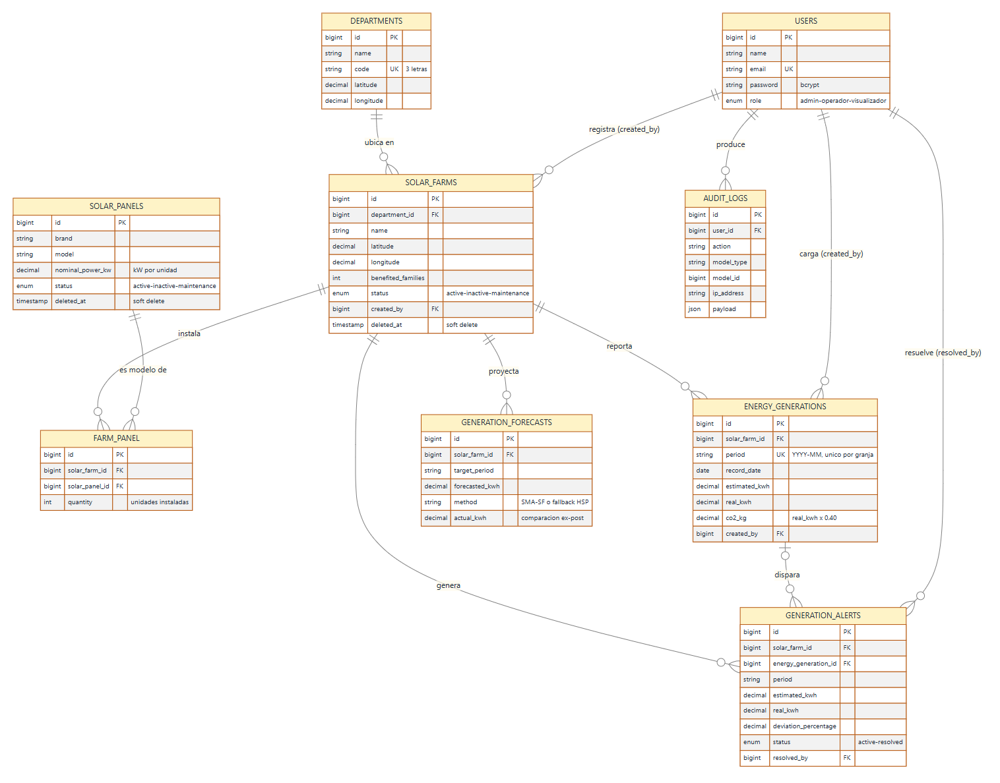 DEPARTMENTS
bigint id PK
string name
string code UK 3 letras
decimal latitude
decimal longitude
USERS
bigint id PK
string name
string email UK
string password bcrypt
enum role admin-operador-visualizador
registra (created_by)
ubica en
produce
SOLAR_FARMS
bigint id PK
bigint department_id FK
string name
decimal latitude
decimal longitude
int benefited_families
enum status active-inactive-maintenance
bigint created_by FK
timestamp deleted_at soft delete
SOLAR_PANELS
bigint id PK
string brand
string model
decimal nominal_power_kw kW por unidad
enum status active-inactive-maintenance
timestamp deleted_at soft delete
AUDIT_LOGS
bigint id PK
bigint user_id FK
string action
string model_type
bigint model_id
string ip_address
json payload
carga (created_by)
instala
reporta
resuelve (resolved_by)
es modelo de
proyecta
FARM_PANEL
bigint id PK
bigint solar_farm_id FK
bigint solar_panel_id FK
int quantity unidades instaladas
GENERATION_FORECASTS
bigint id PK
bigint solar_farm_id FK
string target_period
decimal forecasted_kwh
string method SMA-SF o fallback HSP
decimal actual_kwh comparacion ex-post
ENERGY_GENERATIONS
bigint id PK
bigint solar_farm_id FK
string period UK YYYY-MM, unico por granja
date record_date
decimal estimated_kwh
decimal real_kwh
decimal co2_kg real_kwh x 0.40
bigint created_by FK
dispara
genera
GENERATION_ALERTS
bigint id PK
bigint solar_farm_id FK
bigint energy_generation_id FK
string period
decimal estimated_kwh
decimal real_kwh
decimal deviation_percentage
enum status active-resolved
bigint resolved_by FK